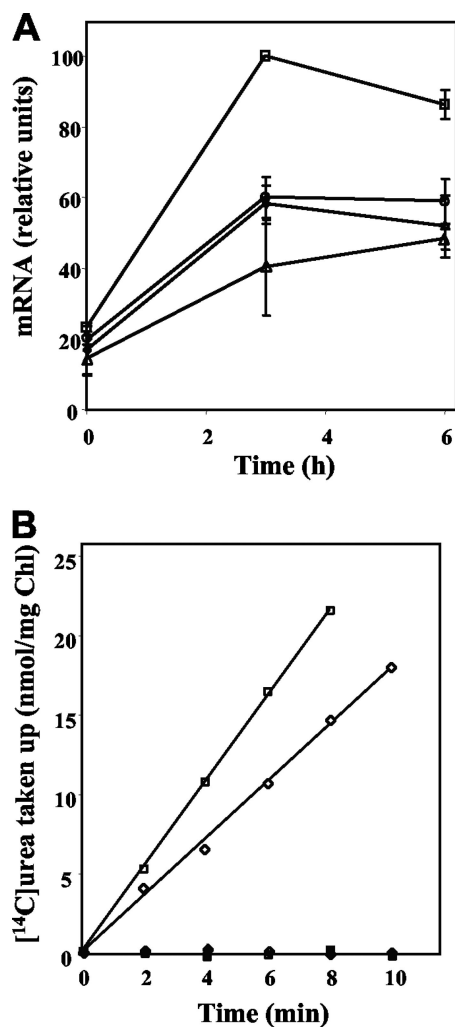 A
mRNA (relative units)
100
80
60
40
20
0
0 2 4 6
Time (h)
B
[¹⁴C]urea taken up (nmol/mg Chl)
25
20
15
10
5
0
0 2 4 6 8 10
Time (min)